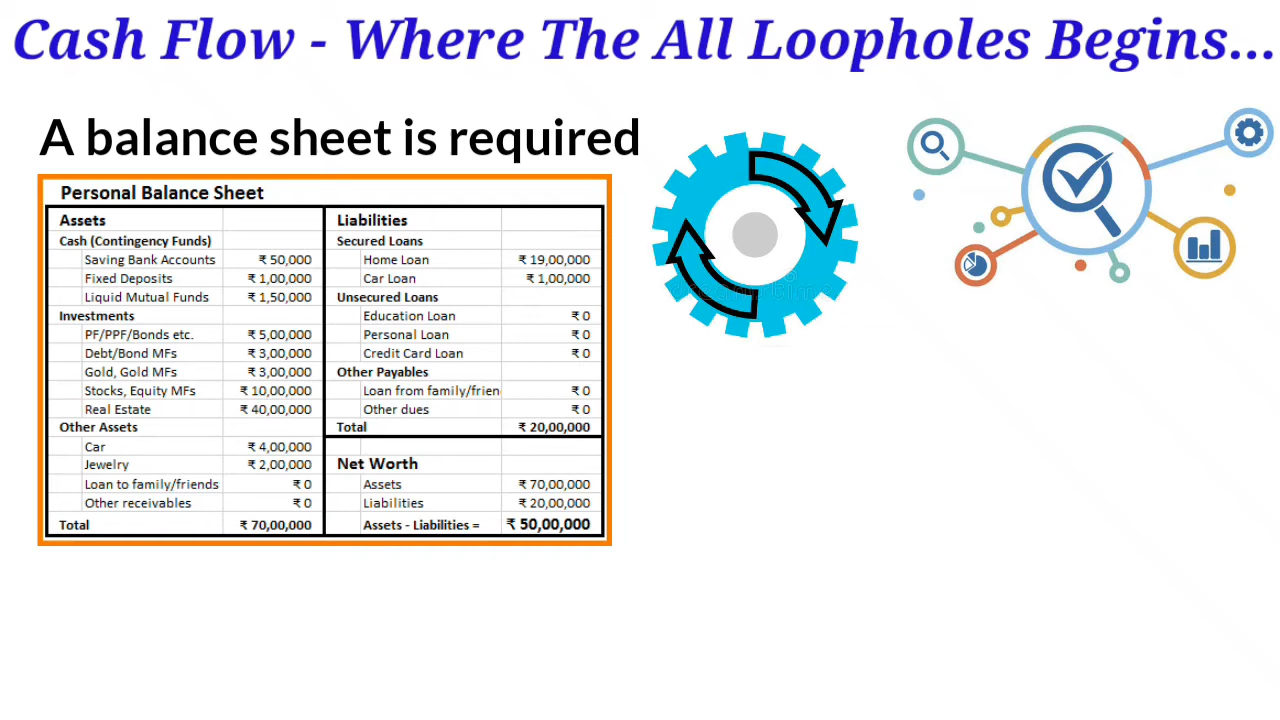 Cash Flow - Where The All Loopholes Begins...
A balance sheet is required
Personal Balance Sheet
Assets
Cash (Contingency Funds)
Saving Bank Accounts ₹ 50,000
Fixed Deposits ₹ 1,00,000
Liquid Mutual Funds ₹ 1,50,000
Investments
PF/PPF/Bonds etc. ₹ 5,00,000
Debt/Bond MFs ₹ 3,00,000
Gold, Gold MFs ₹ 3,00,000
Stocks, Equity MFs ₹ 10,00,000
Real Estate ₹ 40,00,000
Other Assets
Car ₹ 4,00,000
Jewelry ₹ 2,00,000
Loan to family/friends ₹ 0
Other receivables ₹ 0
Total ₹ 70,00,000
Liabilities
Secured Loans
Home Loan ₹ 19,00,000
Car Loan ₹ 1,00,000
Unsecured Loans
Education Loan ₹ 0
Personal Loan ₹ 0
Credit Card Loan ₹ 0
Other Payables
Loan from family/frien ₹ 0
Other dues ₹ 0
Total ₹ 20,00,000
Net Worth
Assets ₹ 70,00,000
Liabilities ₹ 20,00,000
Assets - Liabilities = ₹ 50,00,000